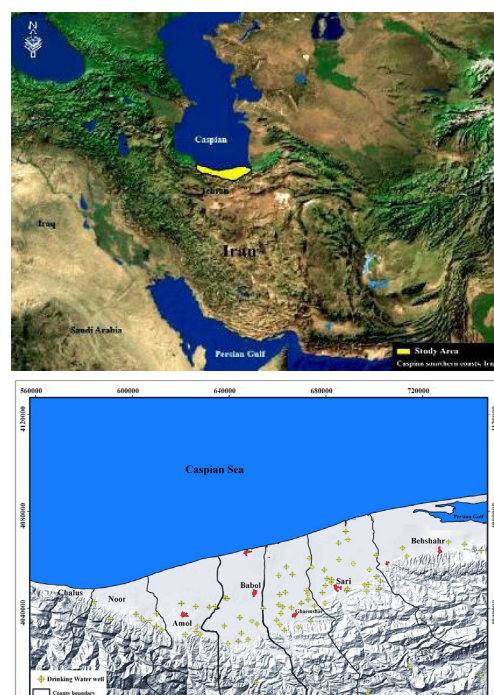 N
Caspian
Tehran
Iraq
Iran
Saudi Arabia
Persian Gulf
Study Area
Caspian southern coasts, Iran
560000 600000 640000 680000 720000
4120000
Caspian Sea
4080000
Persian Gulf
Behshahr
Chalus
Noor
Babol
Sari
Amol
4040000 4040000
Drinking Water well
County boundary